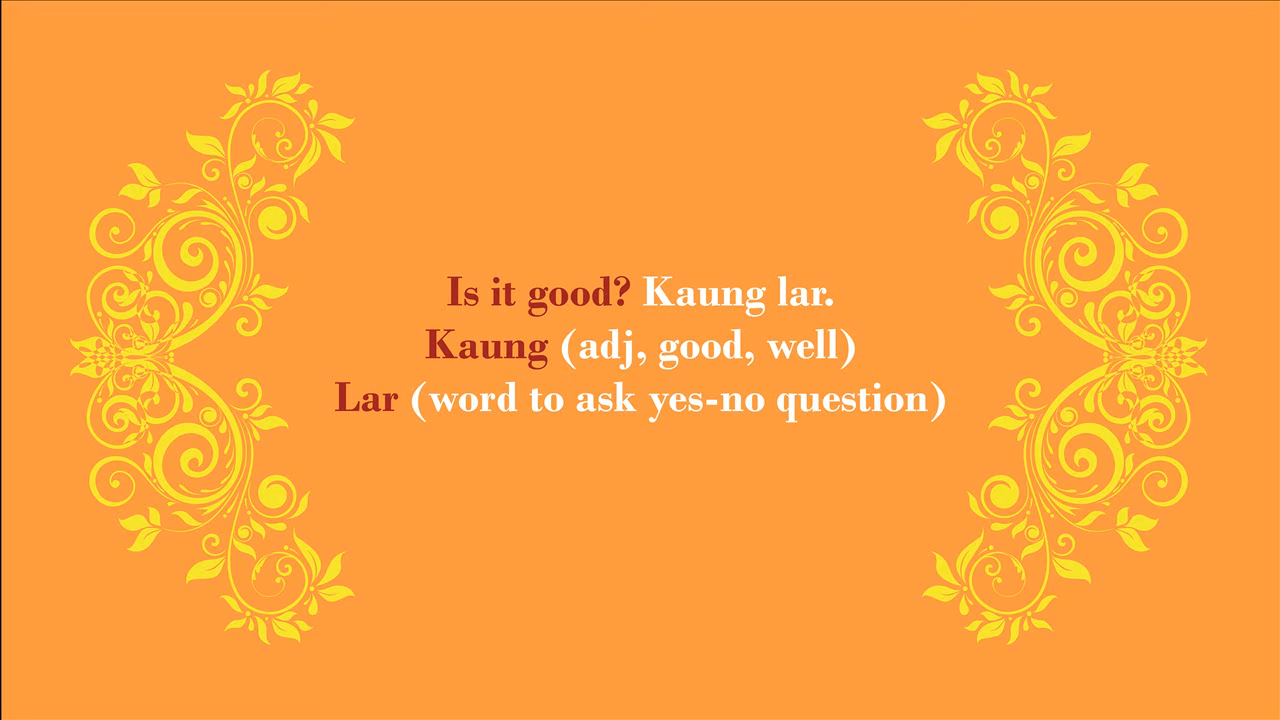 Is it good? Kaung lar.
Kaung (adj, good, well)
Lar (word to ask yes-no question)